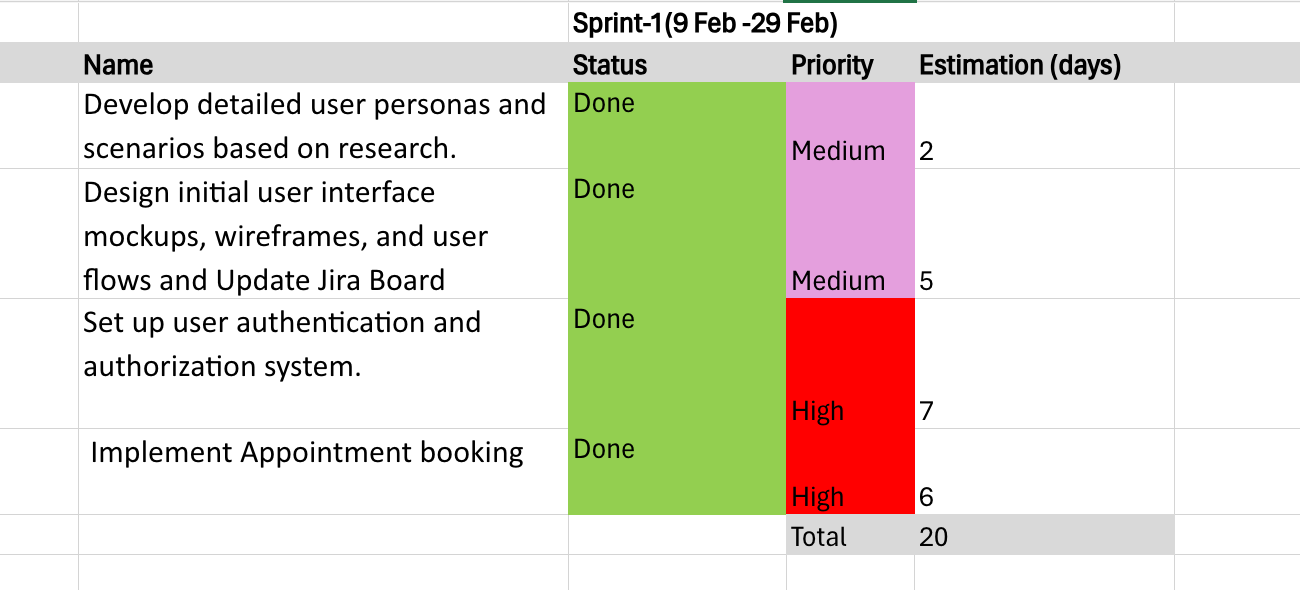 Sprint-1(9 Feb -29 Feb)
Name Status Priority Estimation (days)
Develop detailed user personas and Done
scenarios based on research. Medium 2
Design initial user interface Done
mockups, wireframes, and user
flows and Update Jira Board Medium 5
Set up user authentication and Done
authorization system.
High 7
Implement Appointment booking Done
High 6
Total 20